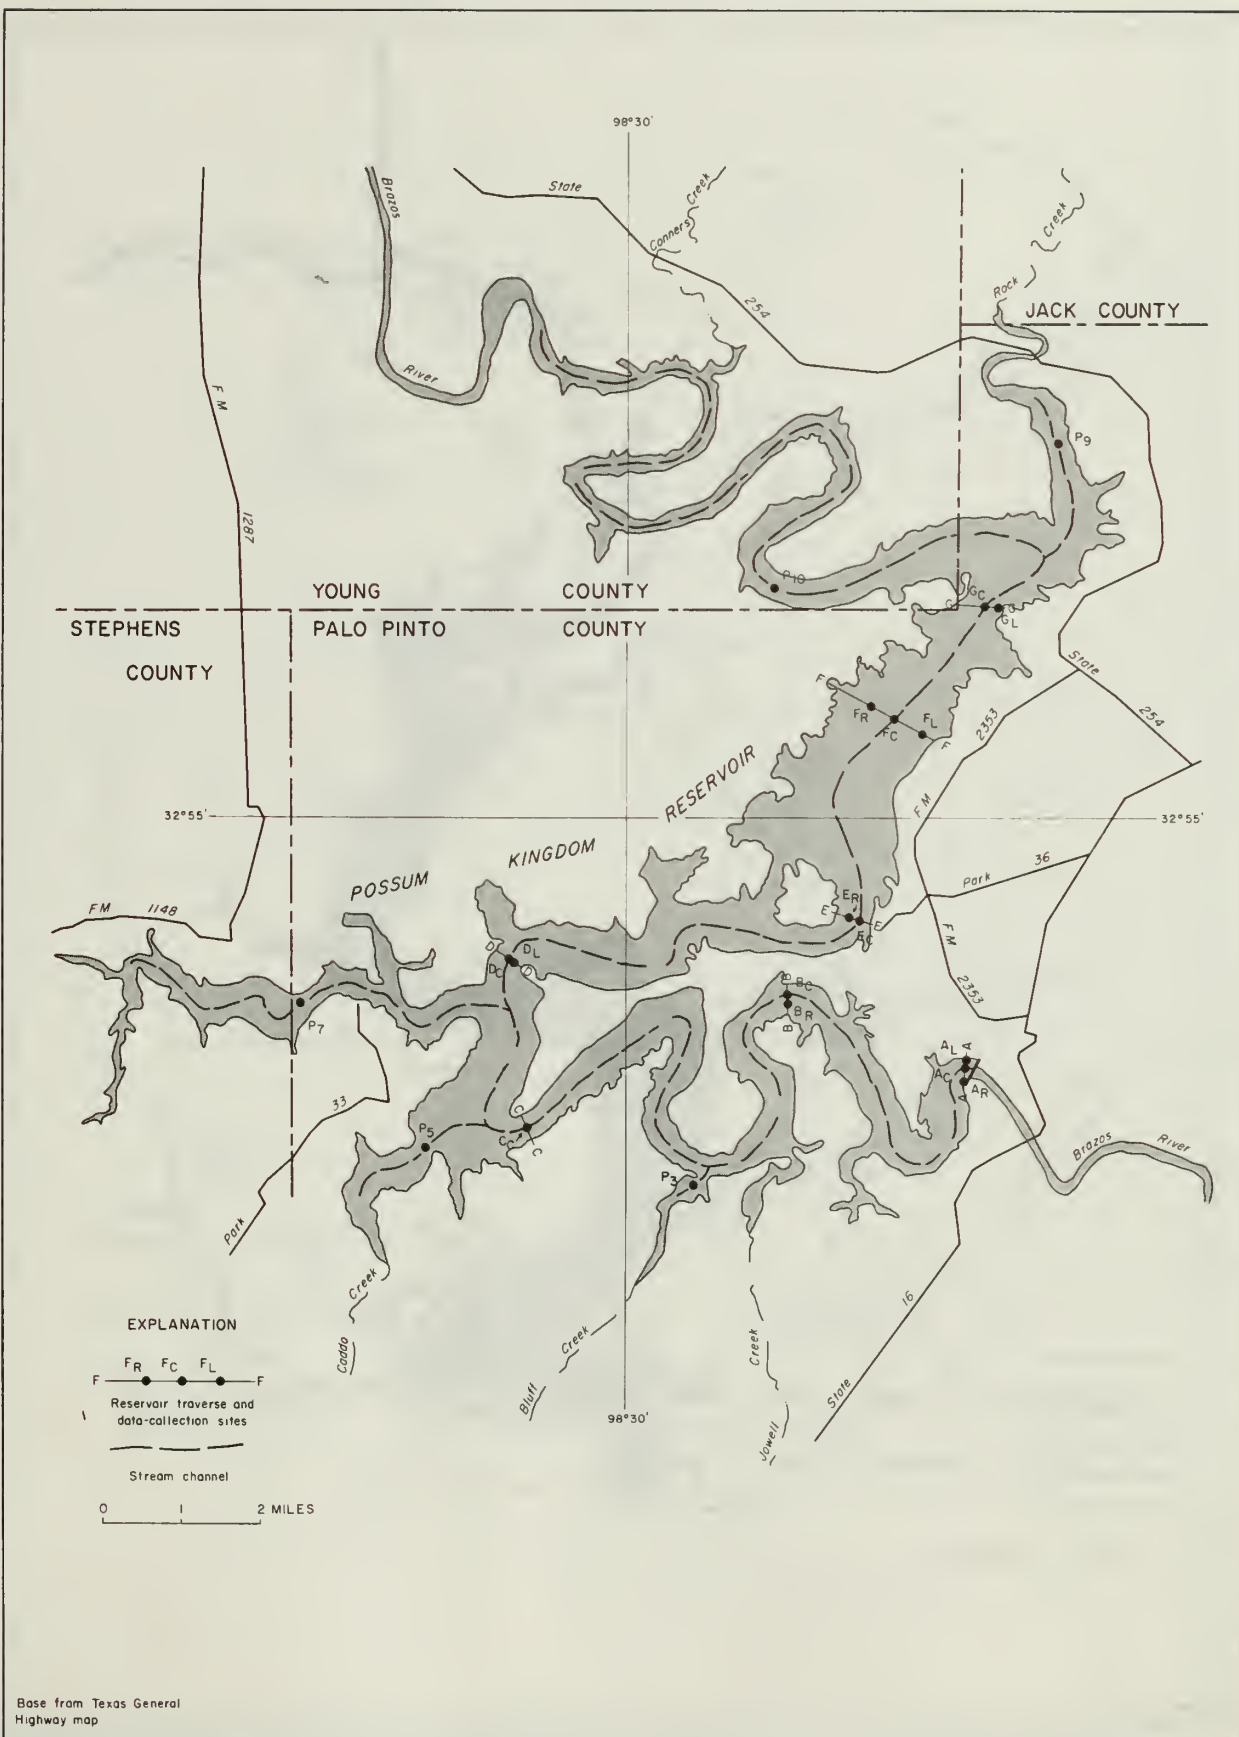 98°30'
Brazos
State
Conners Creek
Rock Creek
254
JACK COUNTY
River
FM
P9
1287
P10
YOUNG COUNTY
G GC
G
GL
STEPHENS
COUNTY
PALO PINTO COUNTY
State
254
F
FR
FC
FL
F
2353
FM
RESERVOIR
32°55'
32°55'
KINGDOM
POSSUM
36
Park
FM 1148
ER
E
E
EC
FM
2353
D
DL
DC
D
B
BC
BR
B
P7
A
AL
AC
AR
A
33
P5
C
CC
C
Brazos River
P3
Park
Caddo Creek
Bluff Creek
Jowell Creek
16
State
98°30'
EXPLANATION
FR FC FL
F F
Reservoir traverse and
data-collection sites
Stream channel
0 1 2 MILES
Base from Texas General
Highway map